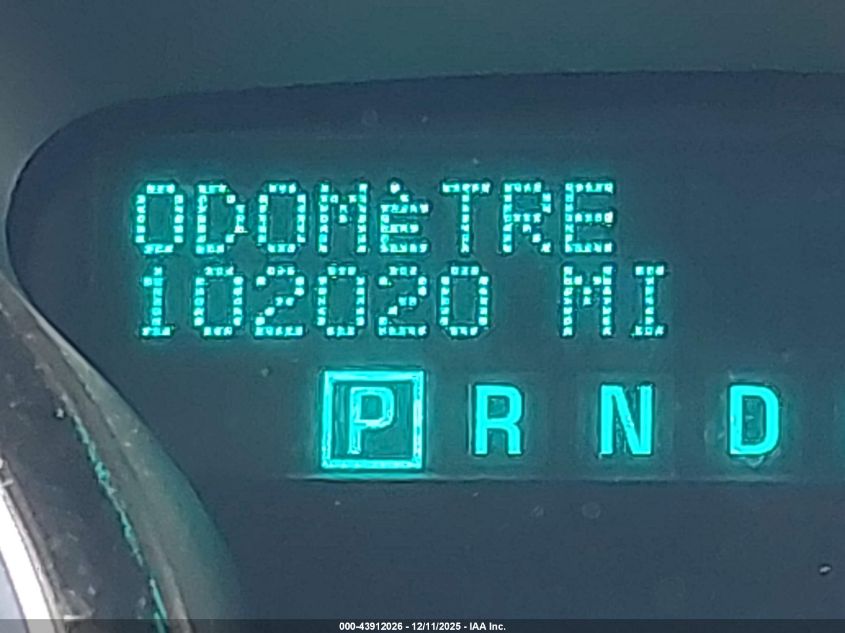 ODOMèTRE
102020 MI
P R N D
000-43912026 - 12/11/2025 - IAA Inc.